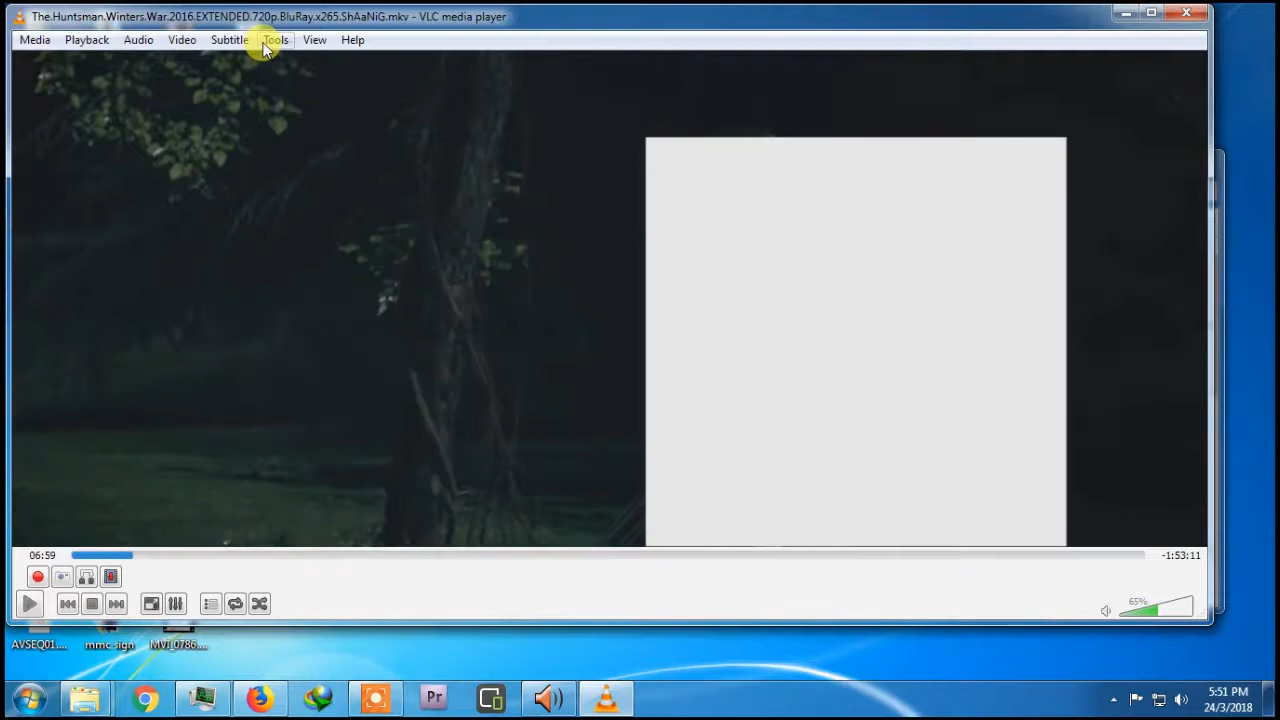 The.Huntsman.Winters.War.2016.EXTENDED.720p.BluRay.x265.ShAaNiG.mkv - VLC media player
Media Playback Audio Video Subtitle Tools View Help
06:59 -1:53:11
65%
AVSEQ01.... mmc sign MVI_0786....
Pr
5:51 PM
24/3/2018